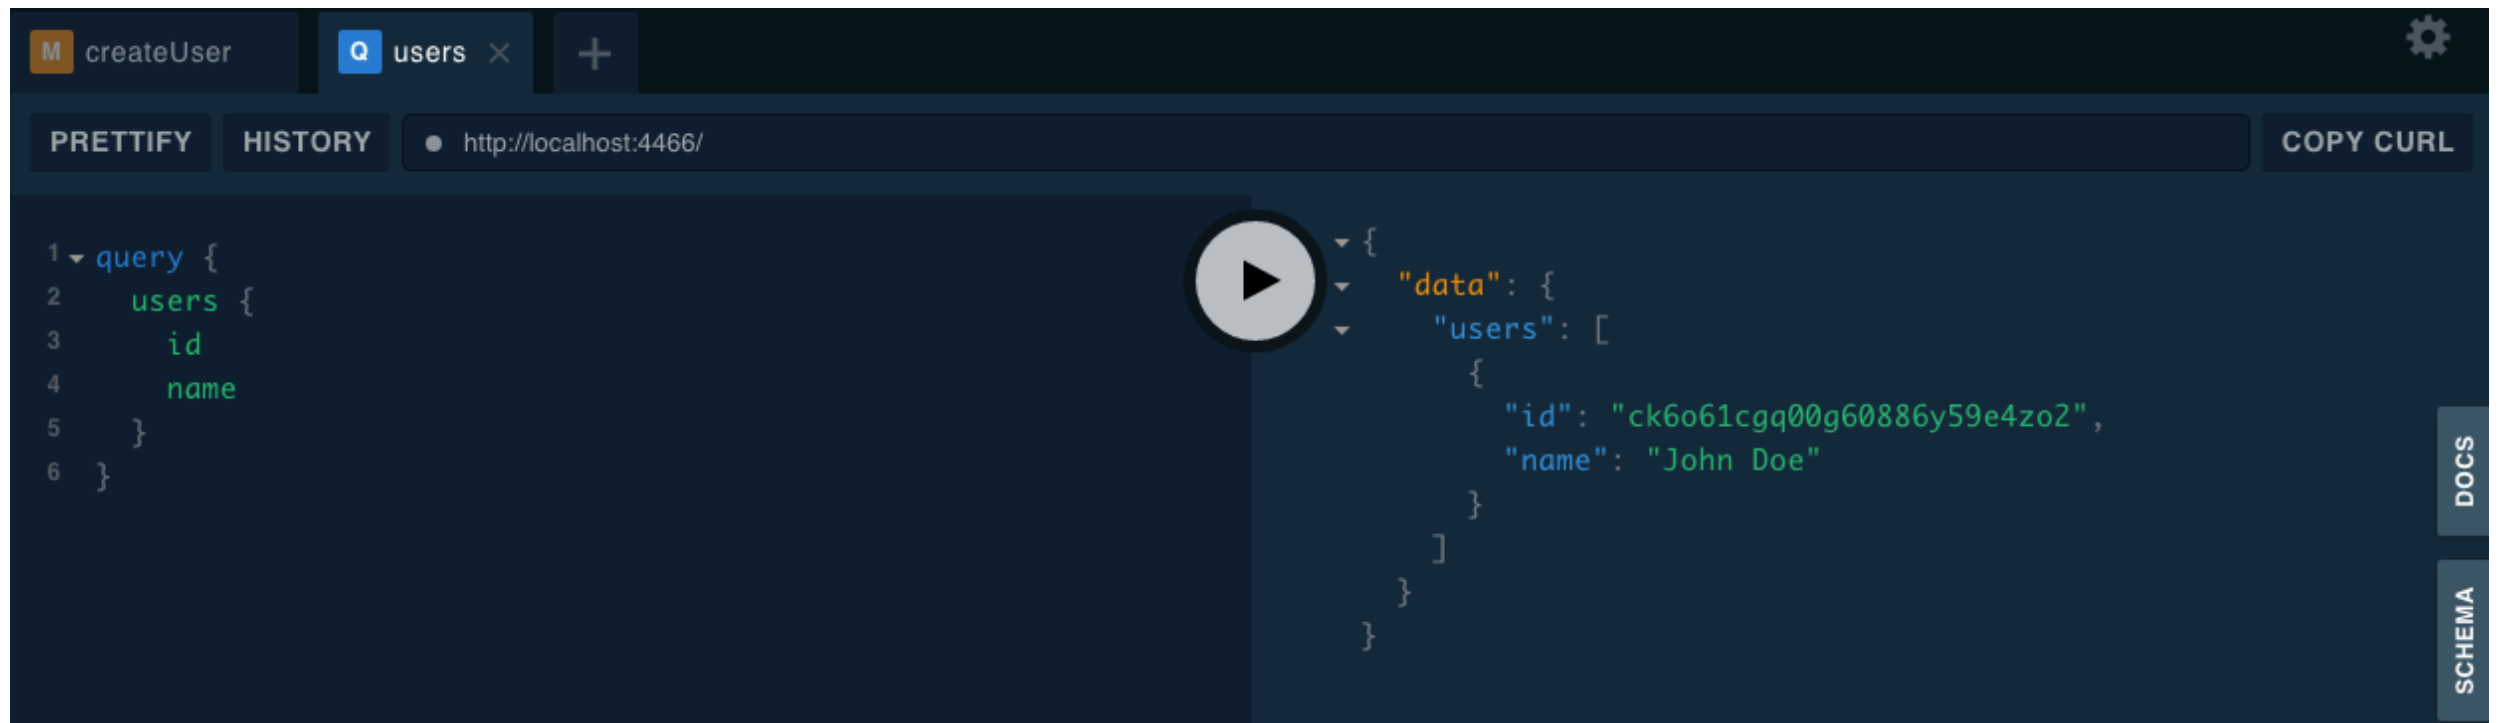 M createUser Q users
PRETTIFY HISTORY http://localhost:4466/ COPY CURL
1 query {
2 users {
3 id
4 name
5 }
6 }
{
"data": {
"users": [
{
"id": "ck6o61cgq00g60886y59e4zo2",
"name": "John Doe"
}
]
}
}
DOCS
SCHEMA